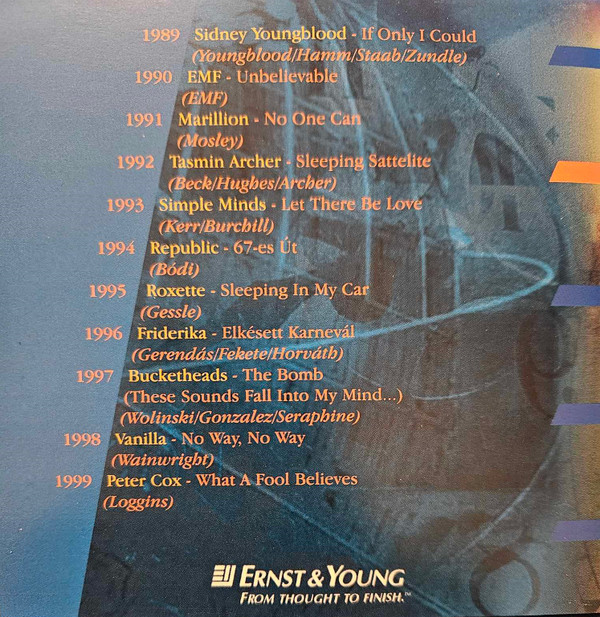 1989 Sidney Youngblood - If Only I Could
(Youngblood/Hamm/Staab/Zundle)
1990 EMF - Unbelievable
(EMF)
1991 Marillion - No One Can
(Mosley)
1992 Tasmin Archer - Sleeping Sattelite
(Beck/Hughes/Archer)
1993 Simple Minds - Let There Be Love
(Kerr/Burchill)
1994 Republic - 67-es Út
(Bódi)
1995 Roxette - Sleeping In My Car
(Gessle)
1996 Friderika - Elkésett Karnevál
(Gerendás/Fekete/Horváth)
1997 Bucketheads - The Bomb
(These Sounds Fall Into My Mind...)
(Wolinski/Gonzalez/Seraphine)
1998 Vanilla - No Way, No Way
(Wainwright)
1999 Peter Cox - What A Fool Believes
(Loggins)
ERNST & YOUNG
FROM THOUGHT TO FINISH.™